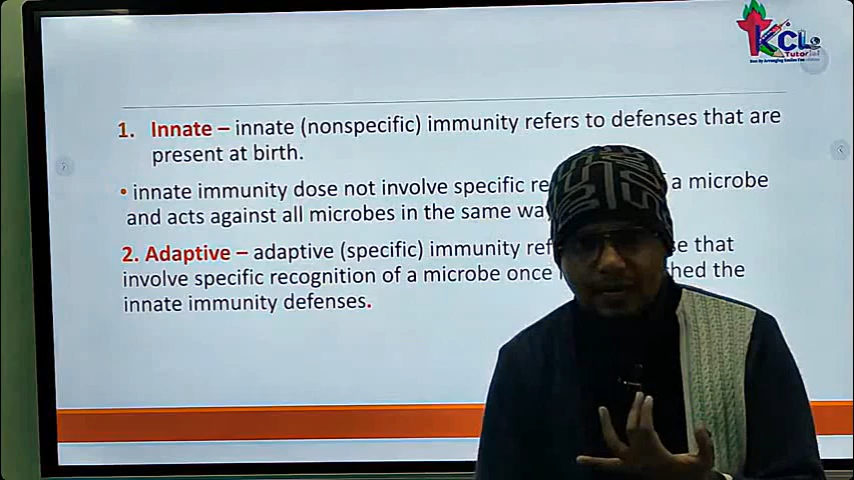 KCL
Tutorial
1. Innate – innate (nonspecific) immunity refers to defenses that are
present at birth.
• innate immunity dose not involve specific re a microbe
and acts against all microbes in the same wa
2. Adaptive – adaptive (specific) immunity ref se that
involve specific recognition of a microbe once hed the
innate immunity defenses.